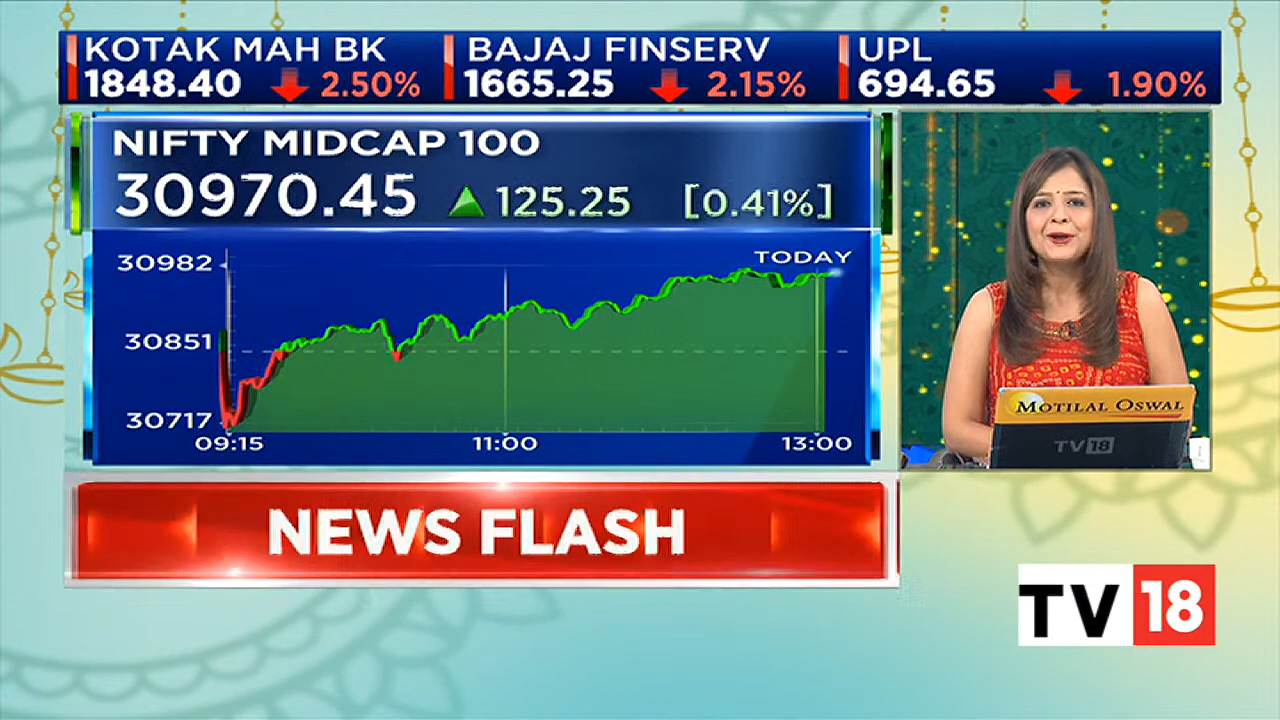 KOTAK MAH BK
1848.40 2.50%
BAJAJ FINSERV
1665.25 2.15%
UPL
694.65 1.90%
NIFTY MIDCAP 100
30970.45 125.25 [0.41%]
TODAY
30982
30851
30717
09:15 11:00 13:00
MOTILAL OSWAL
TV18
NEWS FLASH
TV18